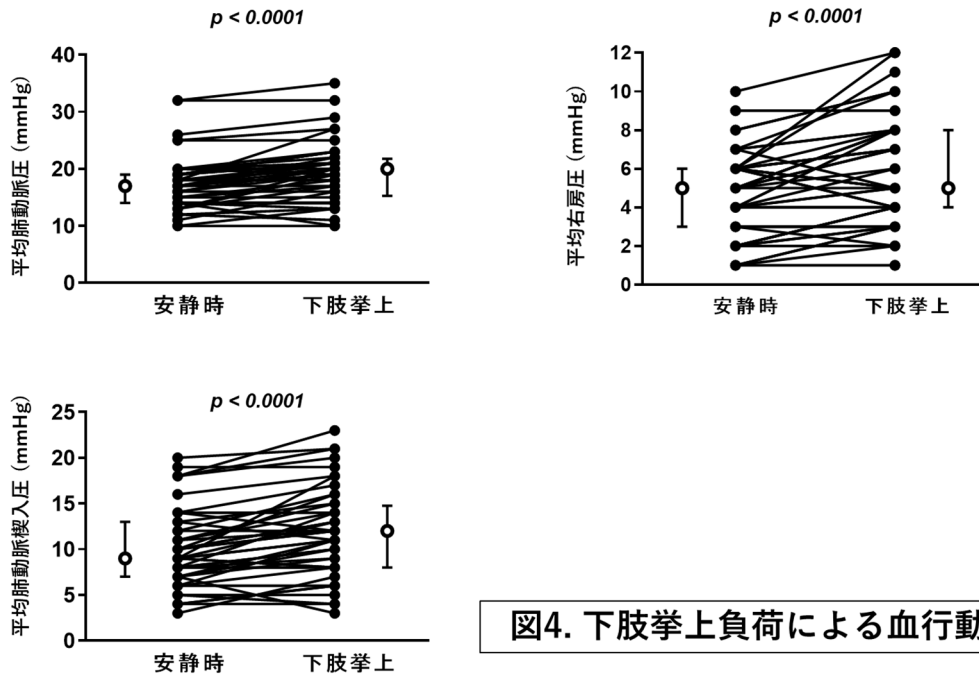 p < 0.0001
平均肺動脈圧 (mmHg)
40
30
20
10
0
安静時
下肢挙上
p < 0.0001
平均右房圧 (mmHg)
12
10
8
6
4
2
0
安静時
下肢挙上
p < 0.0001
平均肺動脈楔入圧 (mmHg)
25
20
15
10
5
0
安静時
下肢挙上
図4. 下肢挙上負荷による血行動